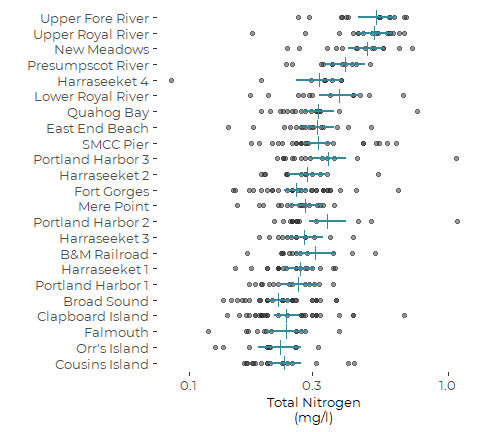 Upper Fore River
Upper Royal River
New Meadows
Presumpscot River
Harraseeket 4
Lower Royal River
Quahog Bay
East End Beach
SMCC Pier
Portland Harbor 3
Harraseeket 2
Fort Gorges
Mere Point
Portland Harbor 2
Harraseeket 3
B&M Railroad
Harraseeket 1
Portland Harbor 1
Broad Sound
Clapboard Island
Falmouth
Orr's Island
Cousins Island
0.1 0.3 1.0
Total Nitrogen
(mg/l)